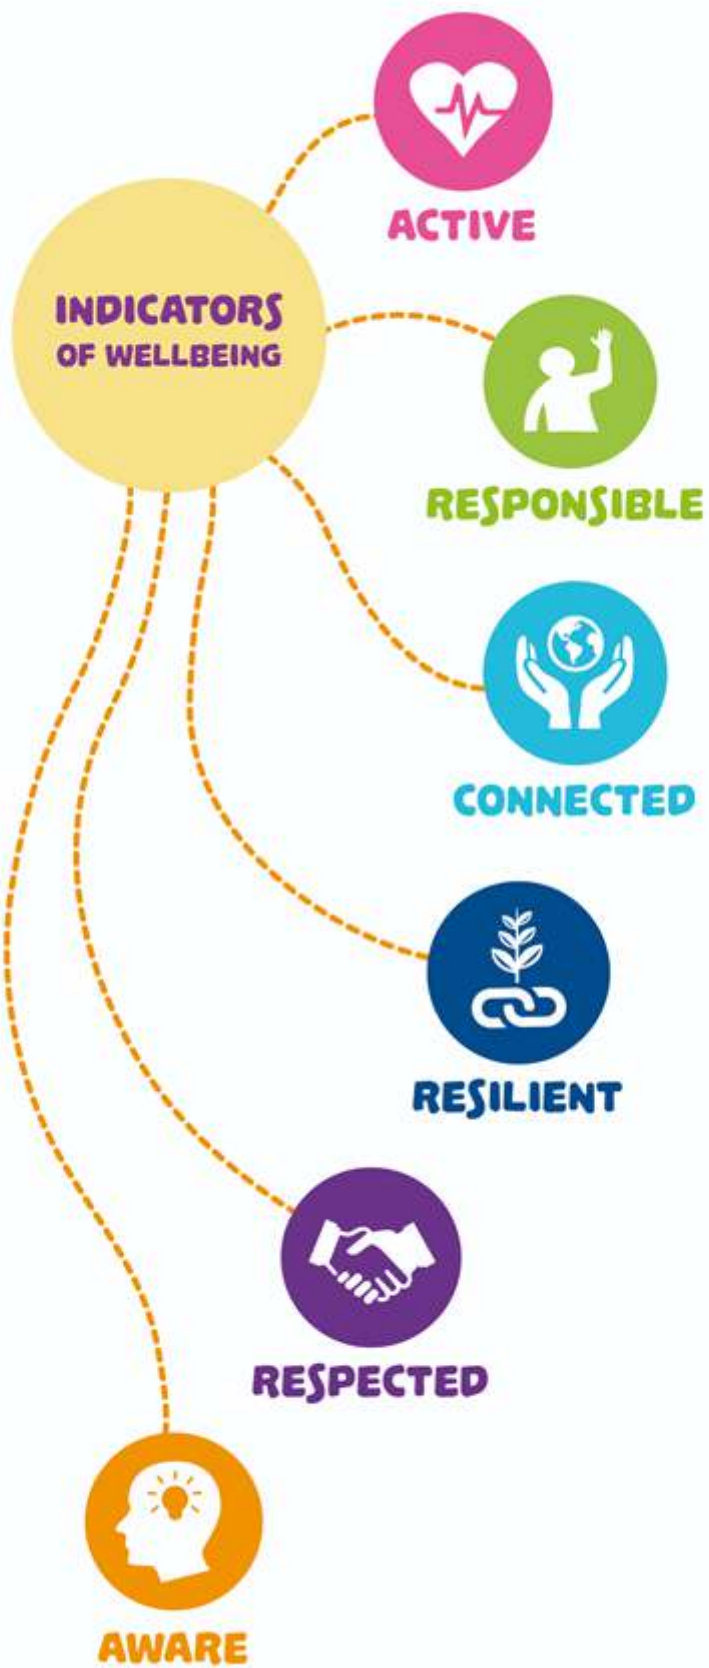 INDICATORS
OF WELLBEING
ACTIVE
RESPONSIBLE
CONNECTED
RESILIENT
RESPECTED
AWARE